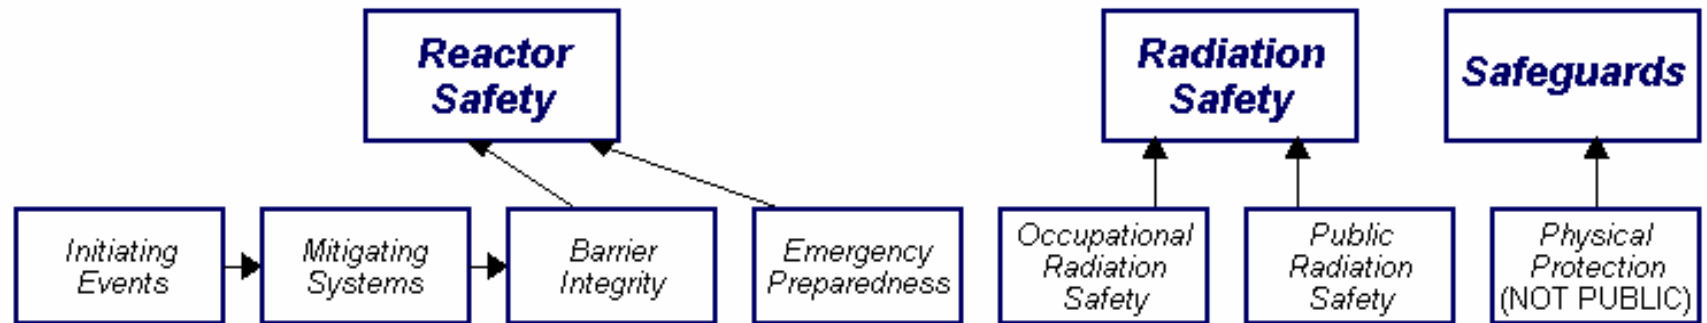 Reactor
Safety
Radiation
Safety
Safeguards
Initiating
Events
Mitigating
Systems
Barrier
Integrity
Emergency
Preparedness
Occupational
Radiation
Safety
Public
Radiation
Safety
Physical
Protection
(NOT PUBLIC)